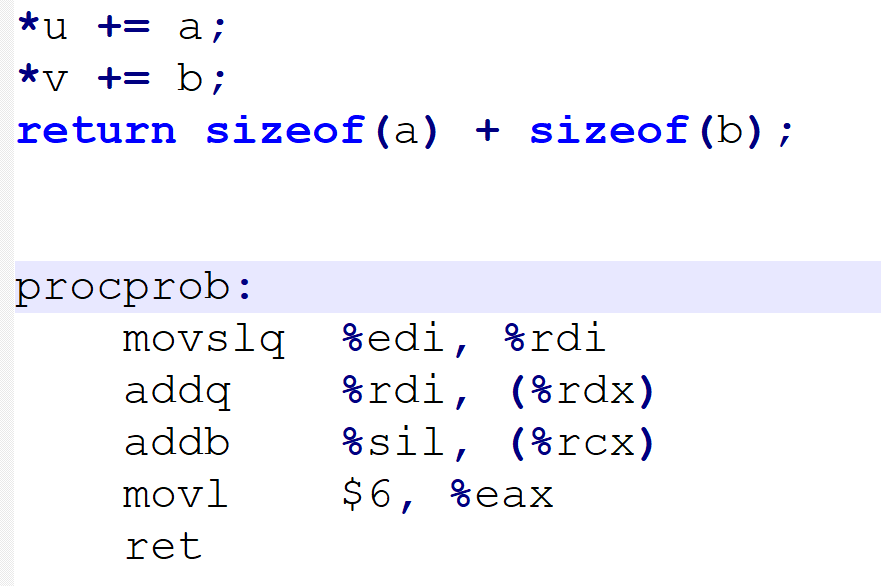 *u += a;
*v += b;
return sizeof(a) + sizeof(b);
procprob:
movslq %edi, %rdi
addq %rdi, (%rdx)
addb %sil, (%rcx)
movl $6, %eax
ret